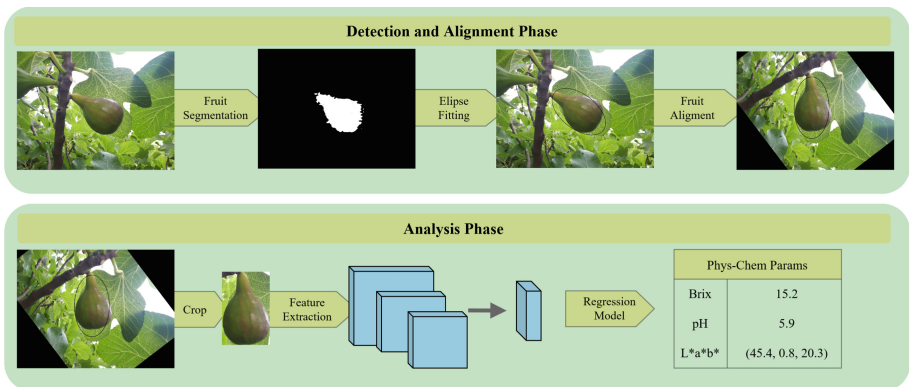 Detection and Alignment Phase
Fruit
Segmentation
Elipse
Fitting
Fruit
Aligment
Analysis Phase
Crop
Feature
Extraction
Regression
Model
Phys-Chem Params
Brix 15.2
pH 5.9
L*a*b* (45.4, 0.8, 20.3)